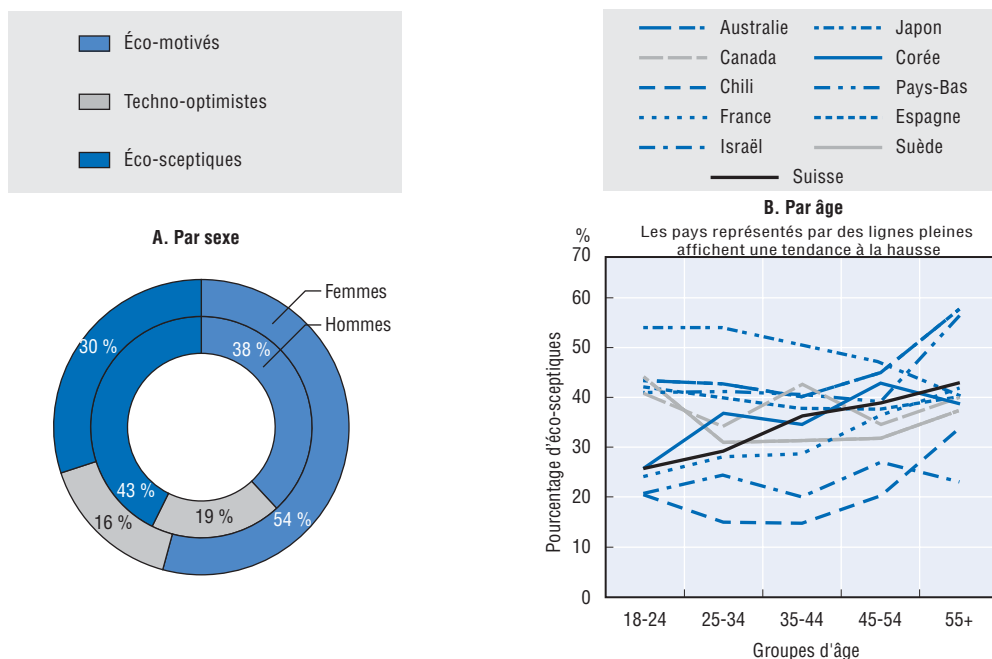 Éco-motivés
Techno-optimistes
Éco-sceptiques
Australie
Japon
Canada
Corée
Chili
Pays-Bas
France
Espagne
Israël
Suède
Suisse
A. Par sexe
Femmes
Hommes
30 %
38 %
43 %
19 %
16 %
54 %
B. Par âge
Les pays représentés par des lignes pleines
affichent une tendance à la hausse
%
70
60
50
40
30
20
10
0
Pourcentage d'éco-sceptiques
18-24
25-34
35-44
45-54
55+
Groupes d'âge